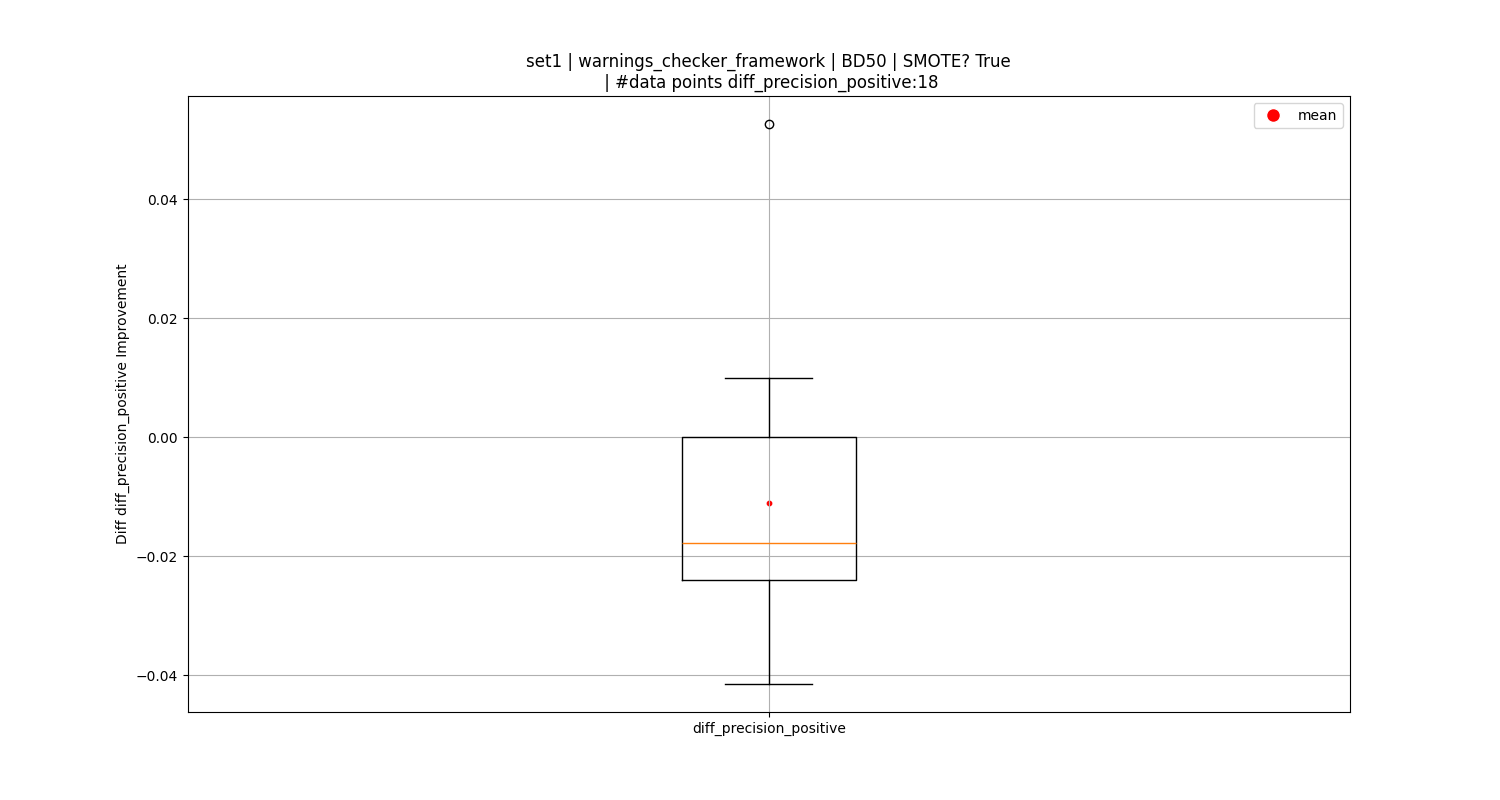 set1 | warnings_checker_framework | BD50 | SMOTE? True
| #data points diff_precision_positive:18
mean
0.04
0.02
0.00
−0.02
−0.04
Diff diff_precision_positive Improvement
diff_precision_positive